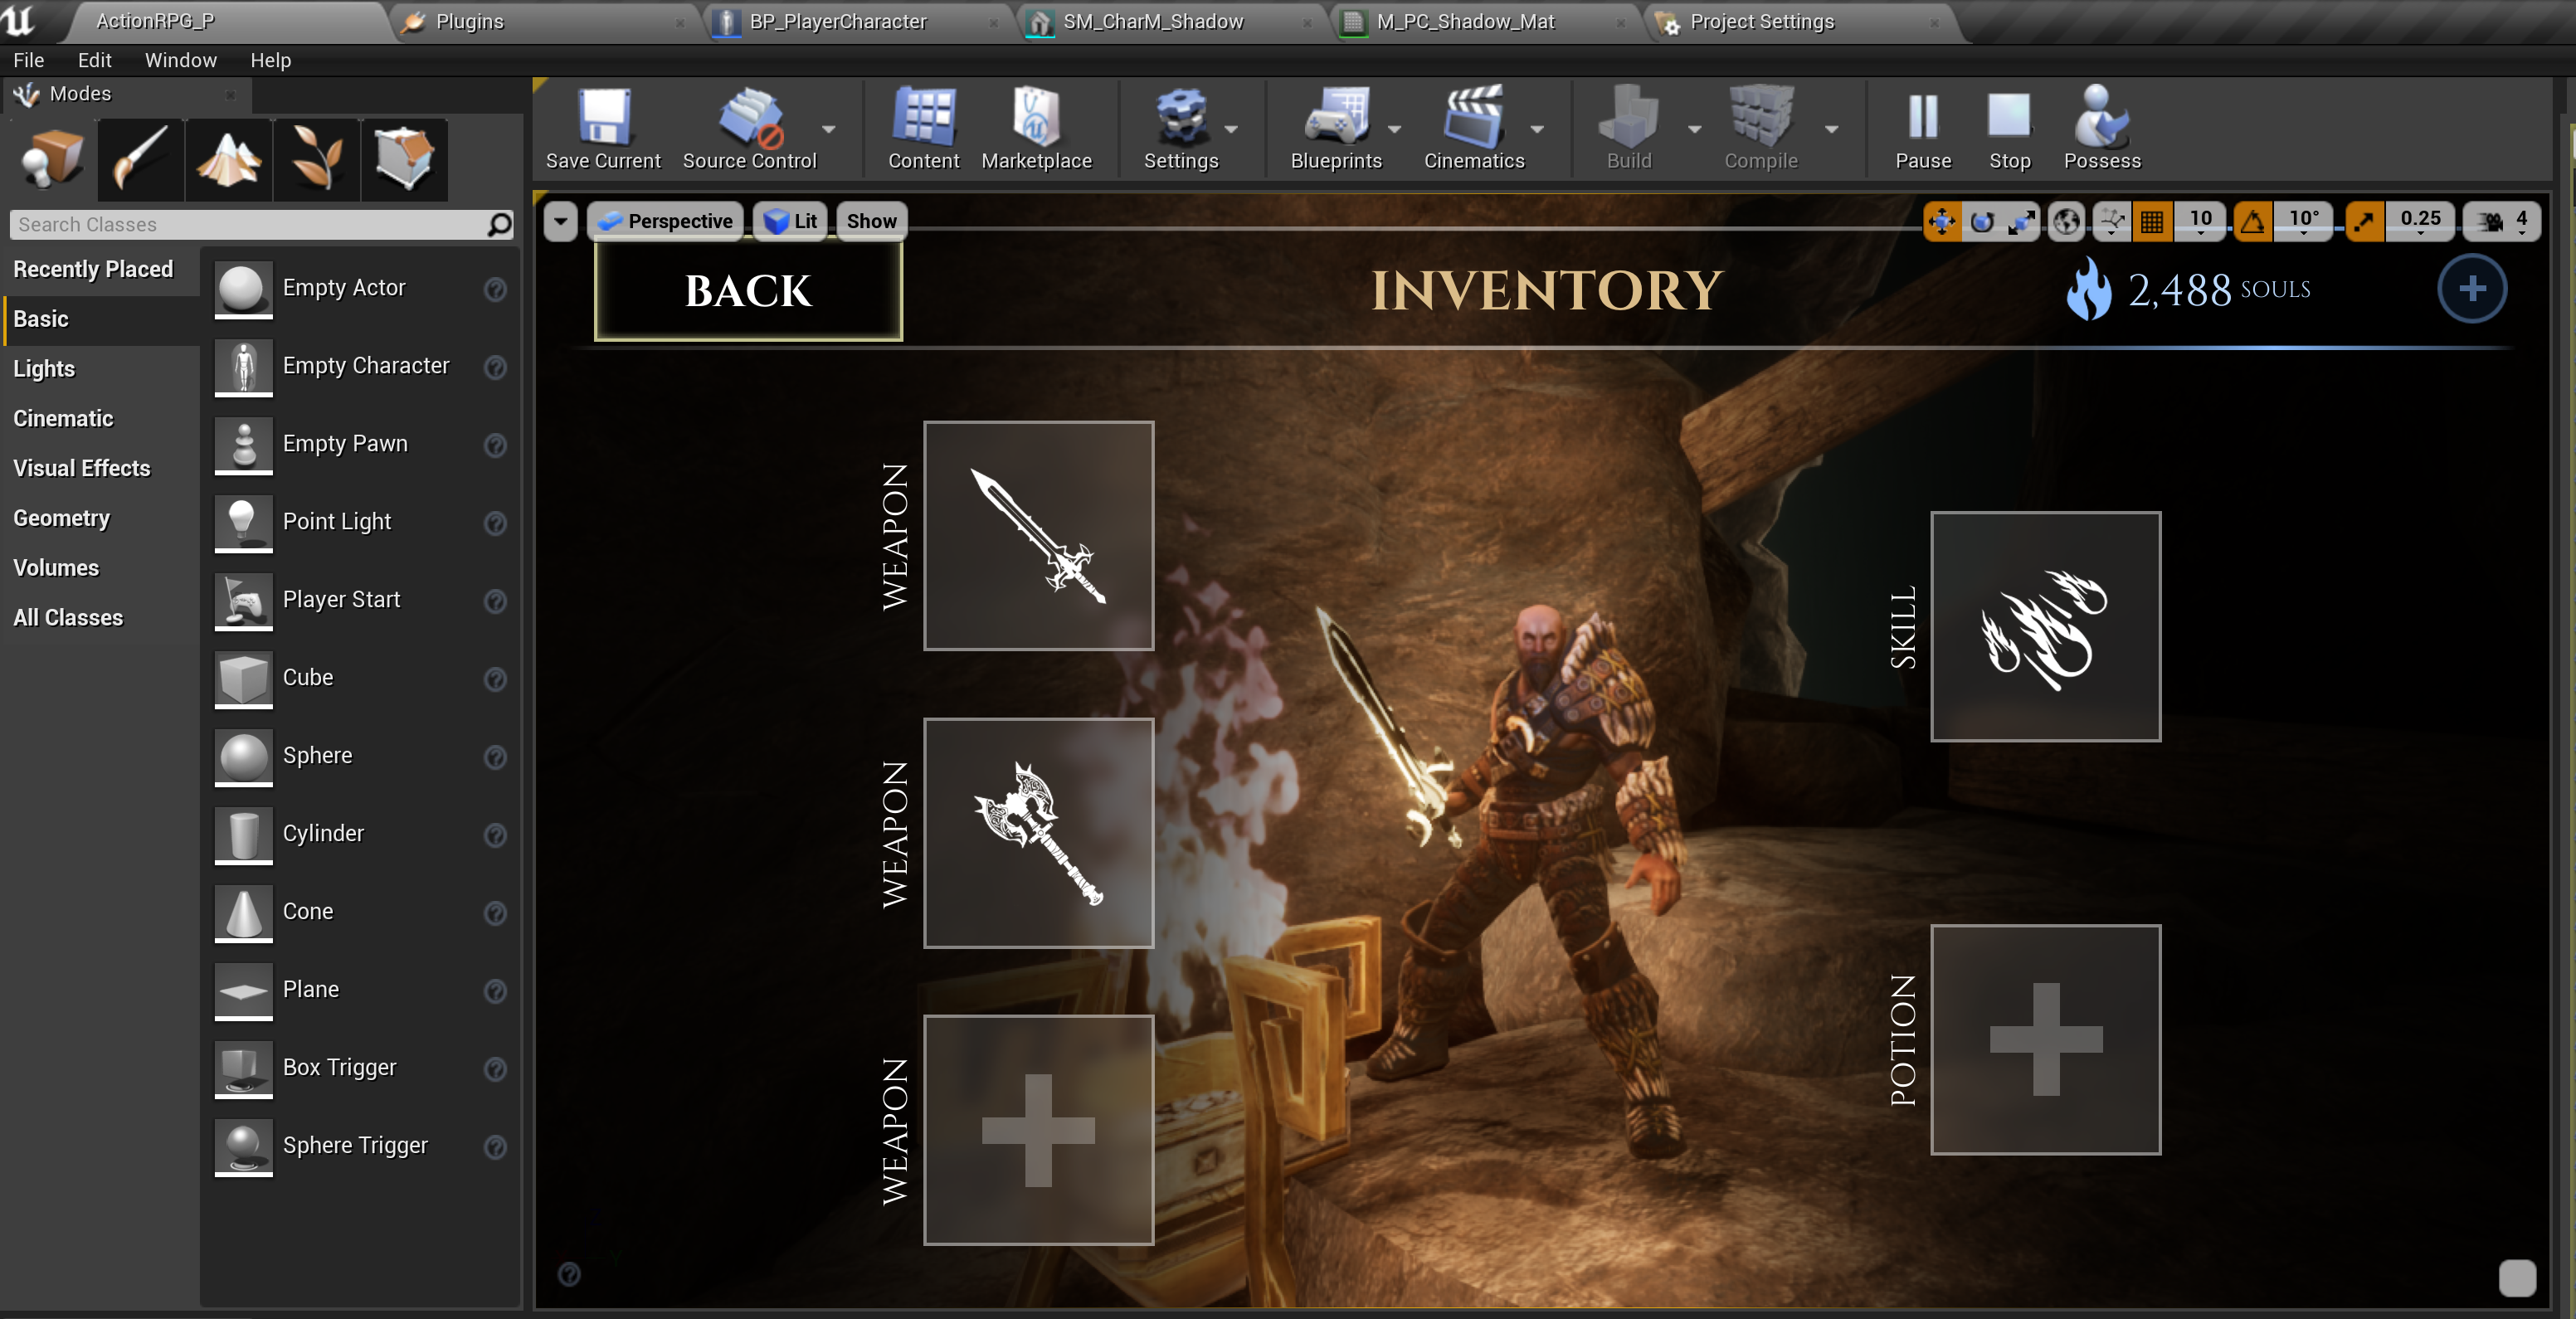 ActionRPG_P
Plugins
BP_PlayerCharacter
SM_CharM_Shadow
M_PC_Shadow_Mat
Project Settings
File
Edit
Window
Help
Modes
Save Current
Source Control
Content
Marketplace
Settings
Blueprints
Cinematics
Build
Compile
Pause
Stop
Possess
Search Classes
Recently Placed
Basic
Lights
Cinematic
Visual Effects
Geometry
Volumes
All Classes
Empty Actor
Empty Character
Empty Pawn
Point Light
Player Start
Cube
Sphere
Cylinder
Cone
Plane
Box Trigger
Sphere Trigger
Perspective
Lit
Show
10
10°
0.25
4
BACK
INVENTORY
2,488 SOULS
WEAPON
WEAPON
WEAPON
SKILL
POTION